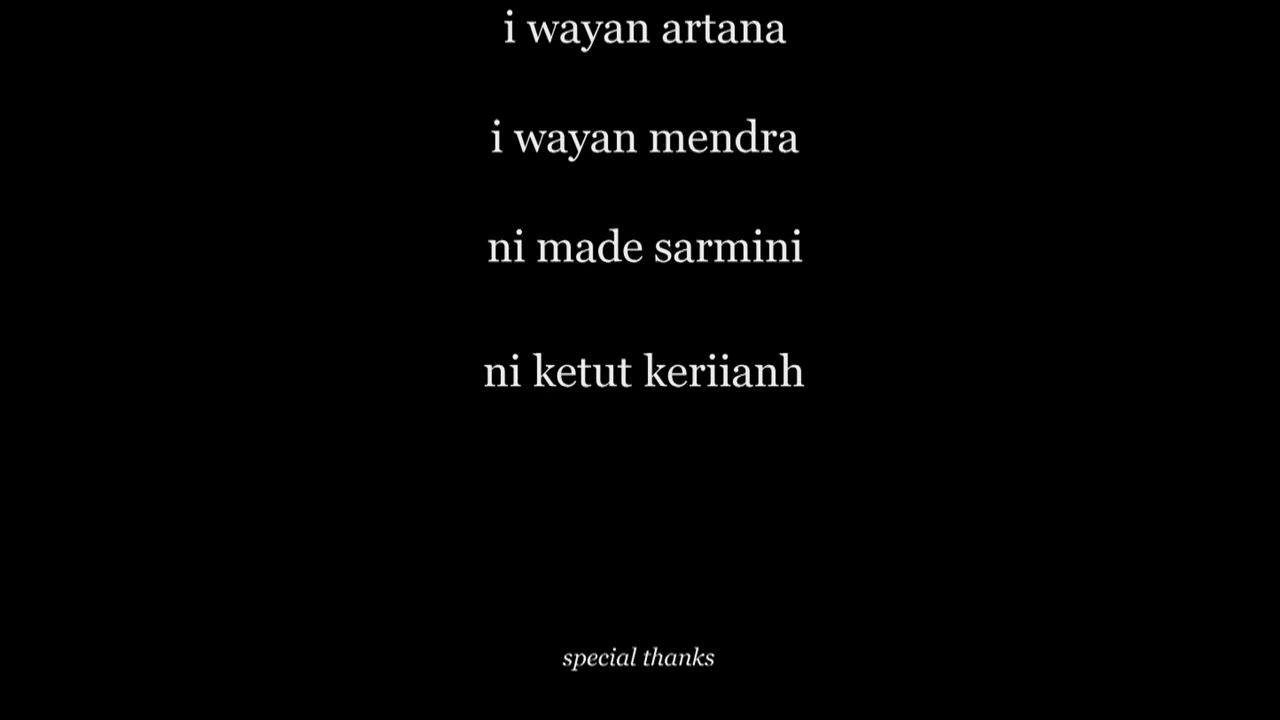 i wayan artana
i wayan mendra
ni made sarmini
ni ketut keriianh
special thanks